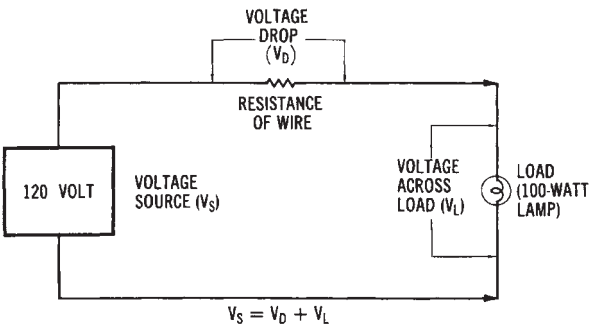 VOLTAGE
DROP
(V_D)
RESISTANCE
OF WIRE
120 VOLT
VOLTAGE
SOURCE (V_S)
VOLTAGE
ACROSS
LOAD (V_L)
LOAD
(100-WATT
LAMP)
V_S = V_D + V_L